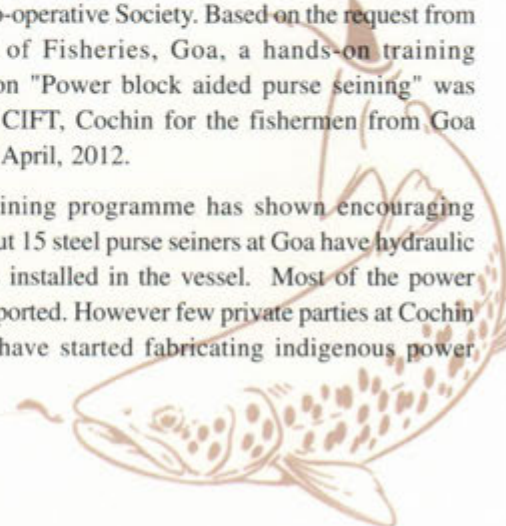 o-operative Society. Based on the request from
of Fisheries, Goa, a hands-on training
on "Power block aided purse seining" was
CIFT, Cochin for the fishermen from Goa
April, 2012.
ining programme has shown encouraging
ut 15 steel purse seiners at Goa have hydraulic
installed in the vessel. Most of the power
ported. However few private parties at Cochin
have started fabricating indigenous power